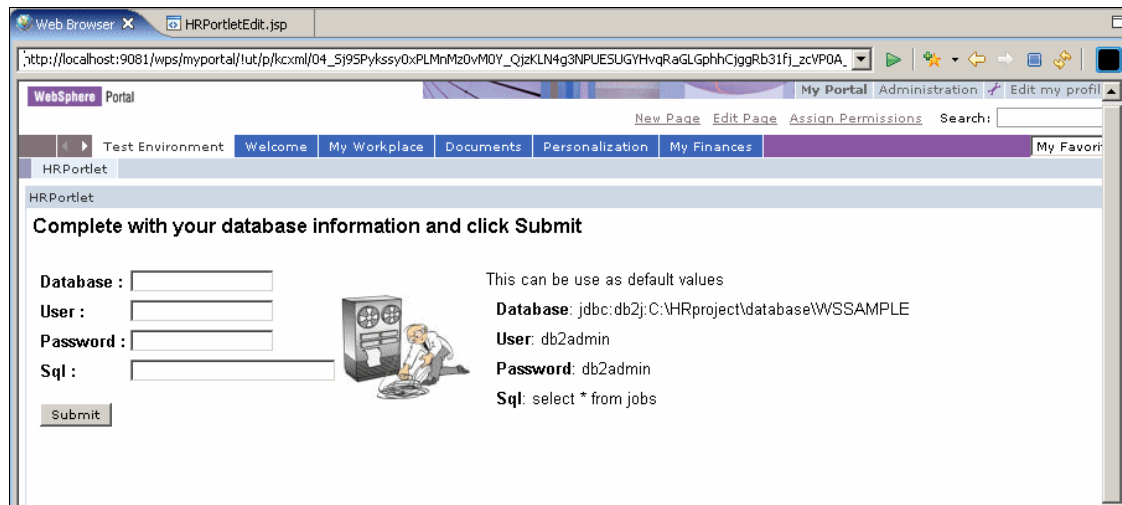 Web Browser HRPortletEdit.jsp
http://localhost:9081/wps/myportal/!ut/p/kcxml/04_Sj9SPykssy0xPLMnMz0vM0Y_QjzKLN4g3NPUESUGYHvqRaGLGphhCjggRb31fj_zcVP0A_
WebSphere Portal My Portal Administration Edit my profil
New Page Edit Page Assign Permissions Search:
Test Environment Welcome My Workplace Documents Personalization My Finances My Favori
HRPortlet
HRPortlet
Complete with your database information and click Submit
This can be use as default values
Database : Database: jdbc:db2j:C:\HRproject\database\WSSAMPLE
User : User: db2admin
Password : Password: db2admin
Sql : Sql: select * from jobs
Submit